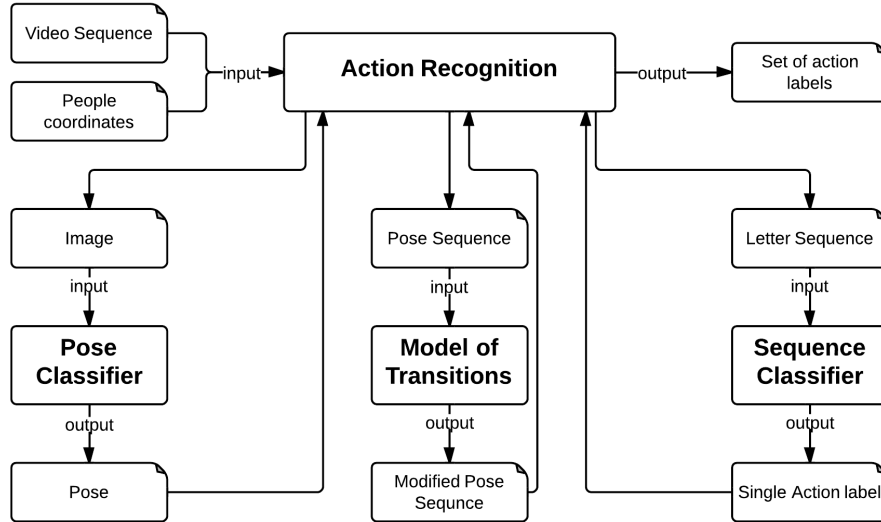 Video Sequence
People
coordinates
input
Action Recognition
output
Set of action
labels
Image
Pose Sequence
Letter Sequence
input
input
input
Pose
Classifier
Model of
Transitions
Sequence
Classifier
output
output
output
Pose
Modified Pose
Sequnce
Single Action label